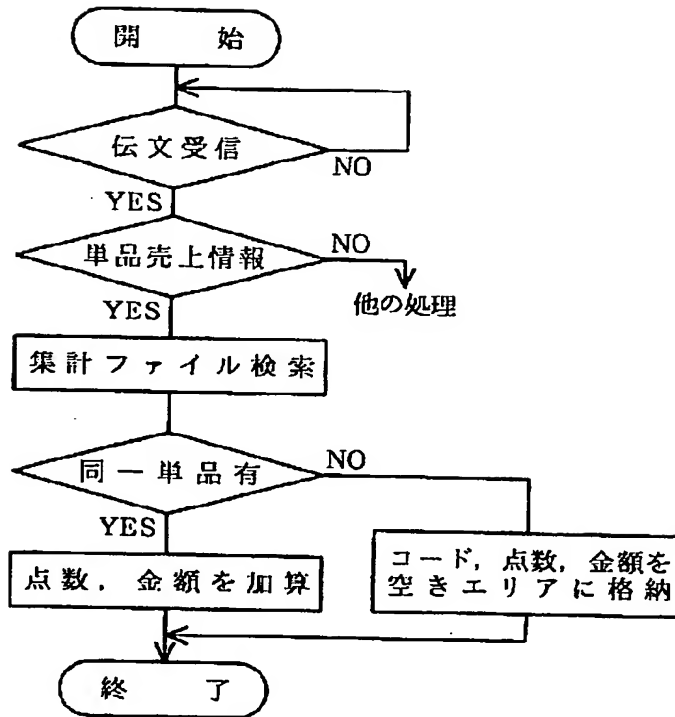 開始
伝文受信
NO
YES
単品売上情報
NO
他の処理
YES
集計ファイル検索
同一単品有
NO
YES
点数，金額を加算
コード，点数，金額を
空きエリアに格納
終了